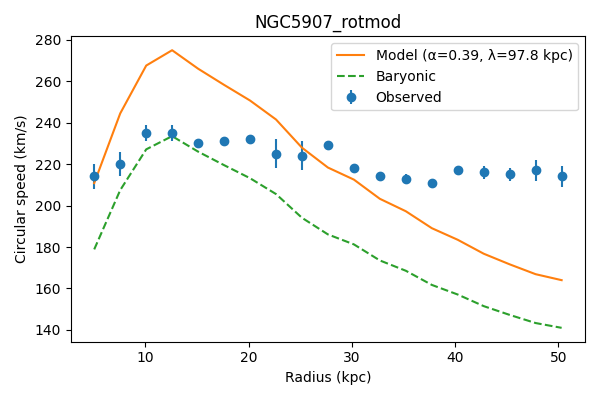 NGC5907_rotmod
Model (α=0.39, λ=97.8 kpc)
Baryonic
Observed
280
260
240
220
200
180
160
140
Circular speed (km/s)
10
20
30
40
50
Radius (kpc)